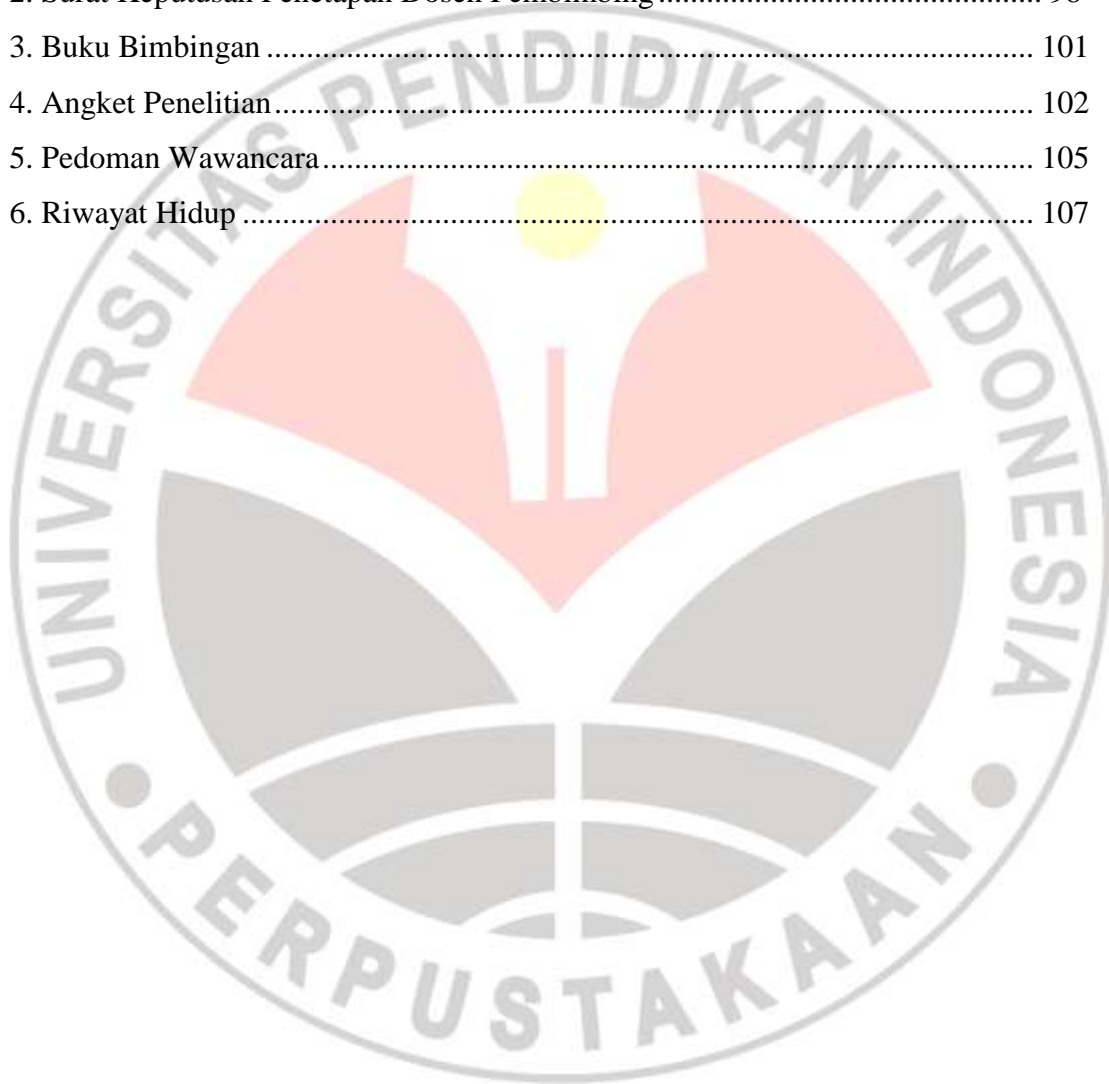 3. Buku Bimbingan ................................................................................................ 101
4. Angket Penelitian ............................................................................................... 102
5. Pedoman Wawancara ......................................................................................... 105
6. Riwayat Hidup ................................................................................................... 107
UNIVERSITAS PENDIDIKAN INDONESIA
PERPUSTAKAAN